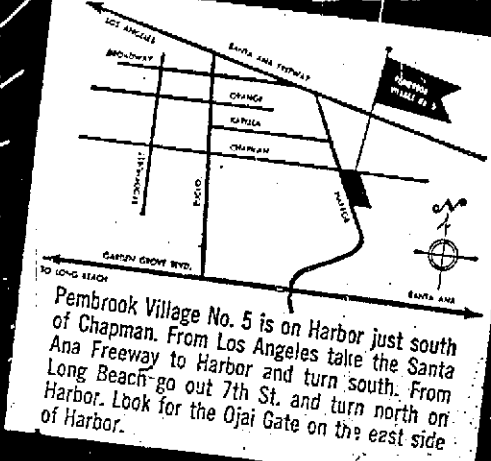 LOS ANGELES
SANTA ANA FREEWAY
BROADWAY
PEMBROOK
VILLAGE NO. 5
ORANGE
KATELLA
CHAPMAN
BROOKHURST
EUCLID
HARBOR
N
GARDEN GROVE BLVD.
TO LONG BEACH
SANTA ANA
Pembrook Village No. 5 is on Harbor just south
of Chapman. From Los Angeles take the Santa
Ana Freeway to Harbor and turn south. From
Long Beach go out 7th St. and turn north on
Harbor. Look for the Ojai Gate on the east side
of Harbor.